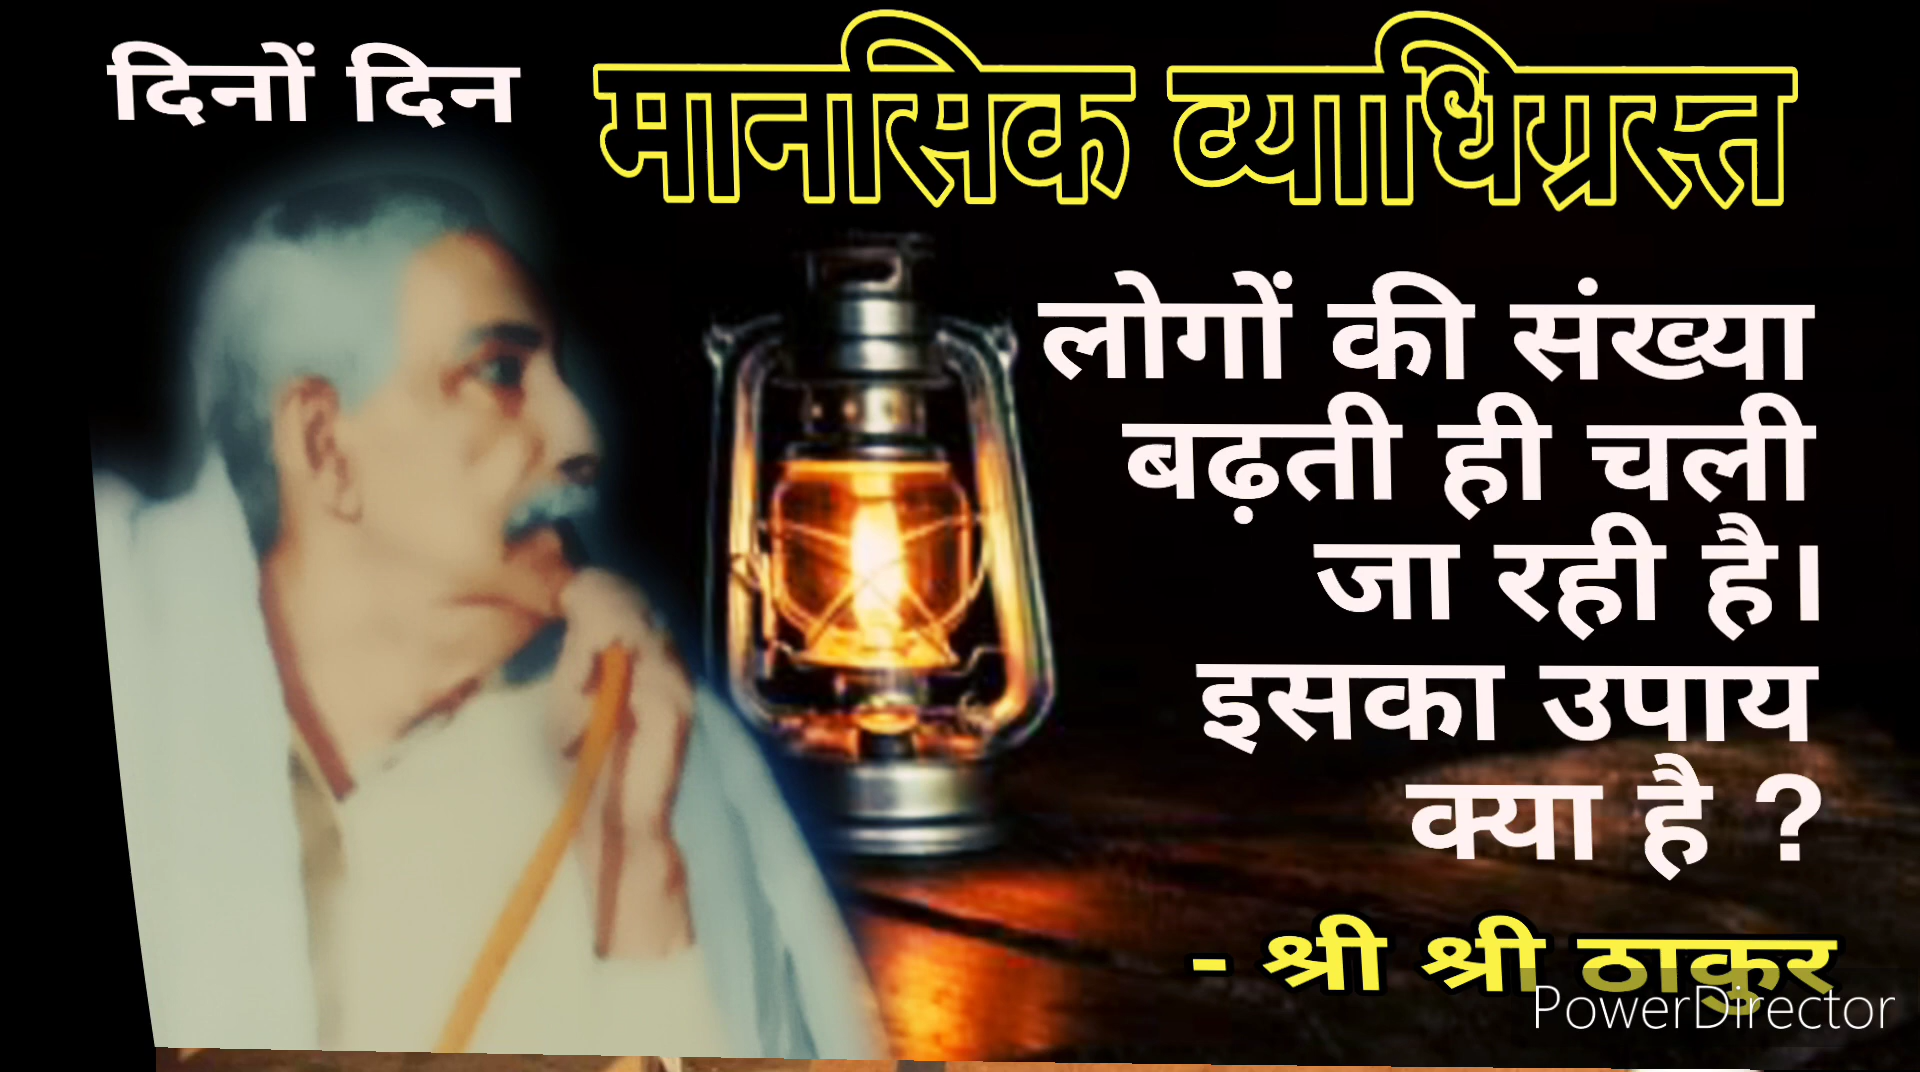 दिनों दिन मानसिक व्याधिग्रस्त
लोगों की संख्या
बढ़ती ही चली
जा रही है।
इसका उपाय
क्या है ?
- श्री श्री ठाकुर
PowerDirector